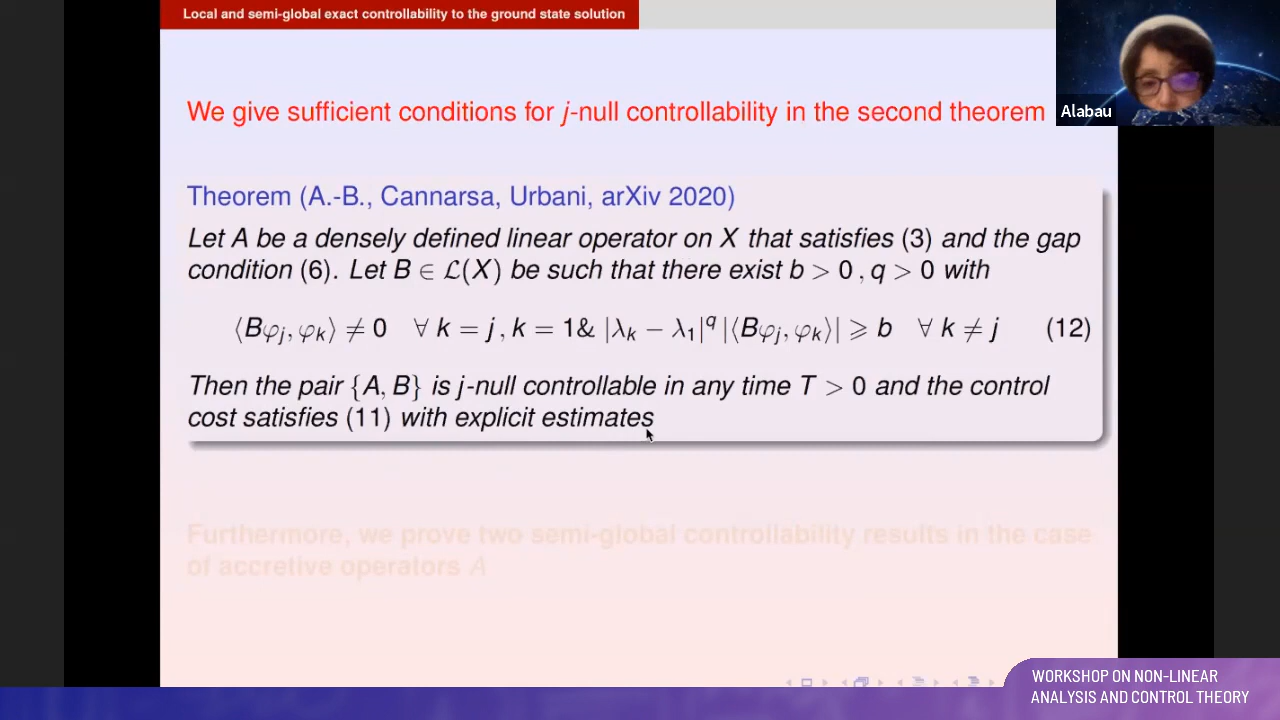 Local and semi-global exact controllability to the ground state solution
We give sufficient conditions for j-null controllability in the second theorem
Alabau
Theorem (A.-B., Cannarsa, Urbani, arXiv 2020)
Let A be a densely defined linear operator on X that satisfies (3) and the gap
condition (6). Let B ∈ ℒ(X) be such that there exist b > 0 , q > 0 with
⟨Bφⱼ, φₖ⟩ ≠ 0 ∀ k = j , k = 1& |λₖ − λ₁|^q |⟨Bφⱼ, φₖ⟩| ⩾ b ∀ k ≠ j (12)
Then the pair {A, B} is j-null controllable in any time T > 0 and the control
cost satisfies (11) with explicit estimates
Furthermore, we prove two semi-global controllability results in the case
of accretive operators A
WORKSHOP ON NON-LINEAR
ANALYSIS AND CONTROL THEORY